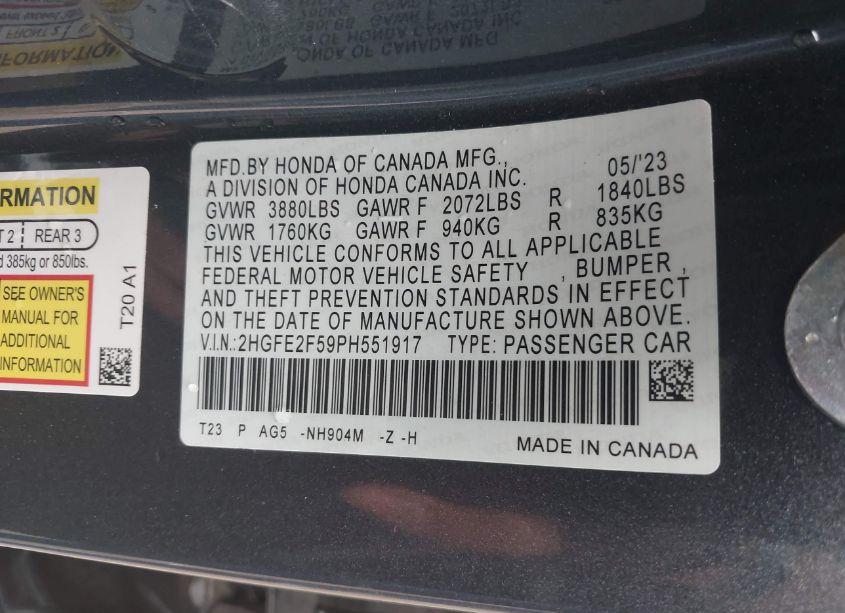 MFD.BY HONDA OF CANADA MFG., 05/'23
A DIVISION OF HONDA CANADA INC.
GVWR 3880LBS GAWR F 2072LBS R 1840LBS
GVWR 1760KG GAWR F 940KG R 835KG
THIS VEHICLE CONFORMS TO ALL APPLICABLE
FEDERAL MOTOR VEHICLE SAFETY , BUMPER ,
AND THEFT PREVENTION STANDARDS IN EFFECT
ON THE DATE OF MANUFACTURE SHOWN ABOVE.
V.I.N.: 2HGFE2F59PH551917 TYPE: PASSENGER CAR
T23 P AG5 -NH904M -Z -H
MADE IN CANADA
RMATION
T 2 REAR 3
d 385kg or 850lbs.
SEE OWNER'S
MANUAL FOR
ADDITIONAL
INFORMATION
T20 A1